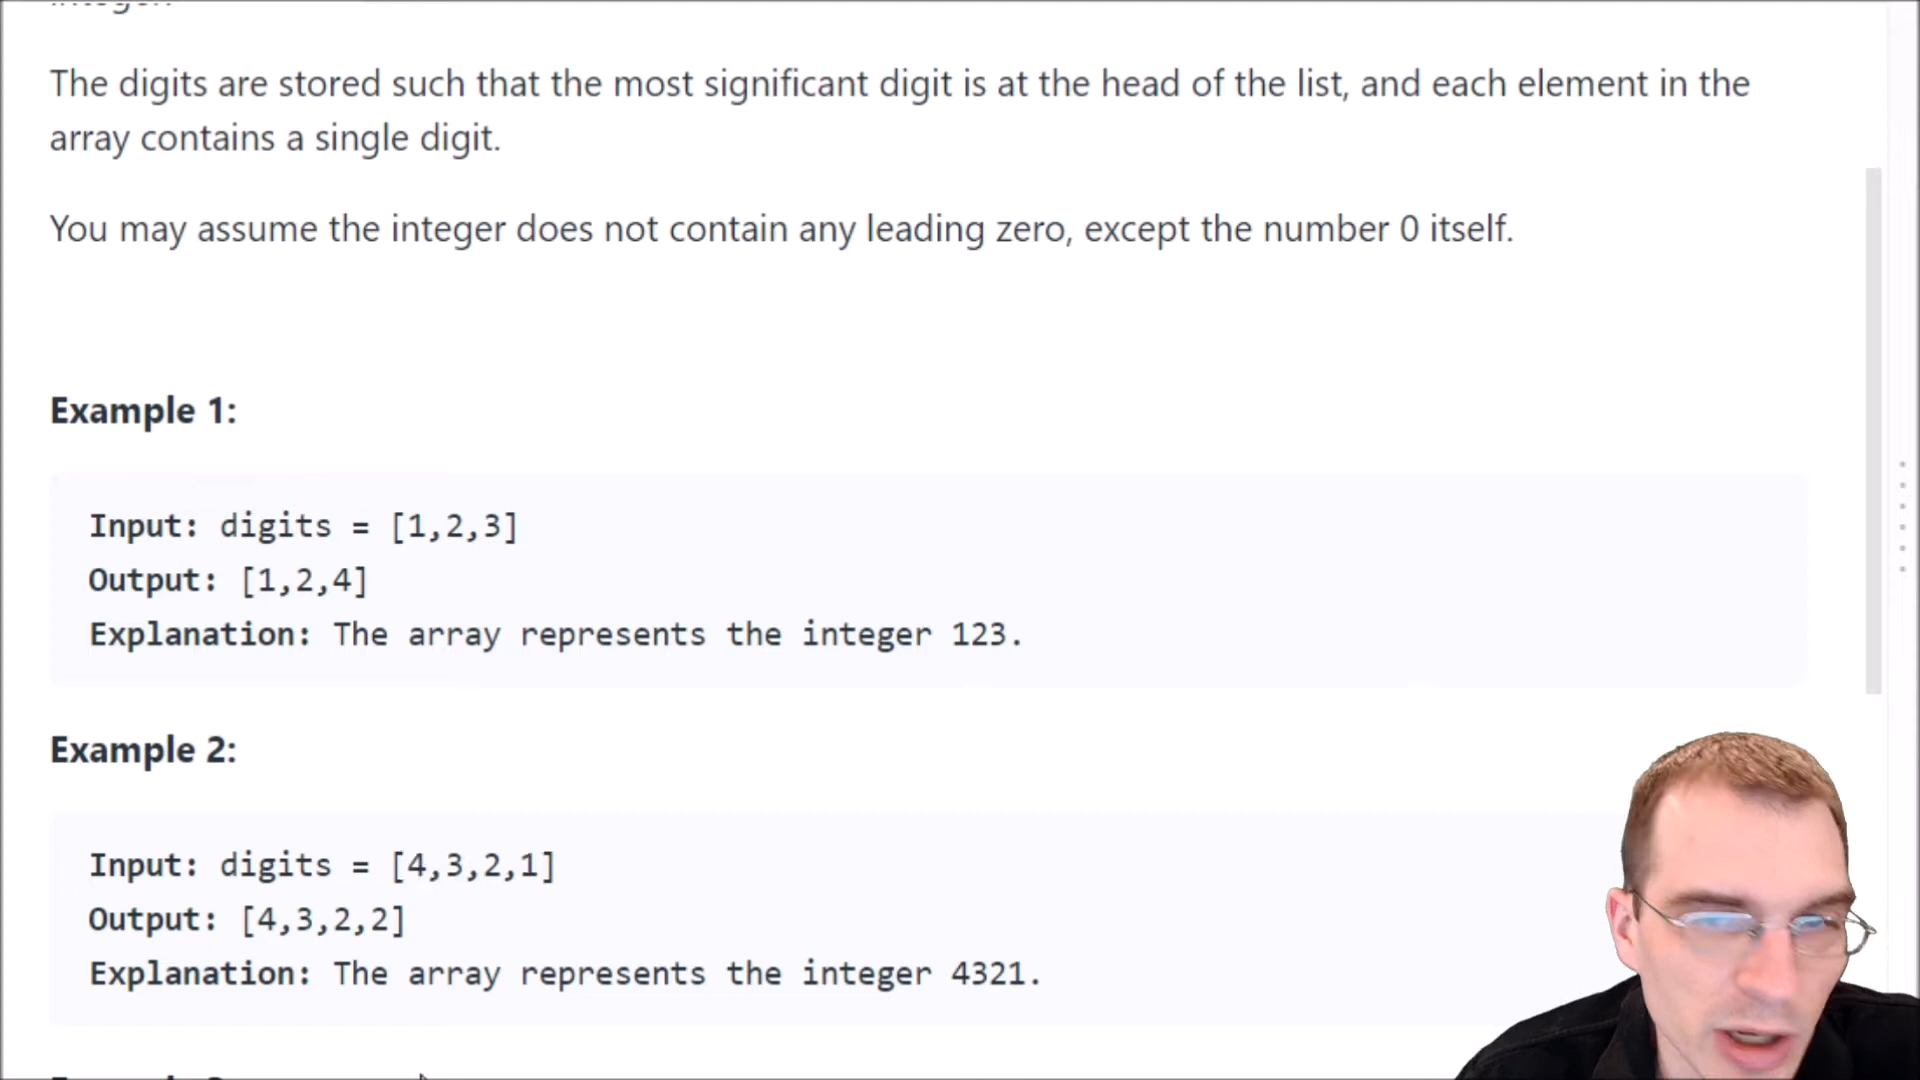 The digits are stored such that the most significant digit is at the head of the list, and each element in the
array contains a single digit.
You may assume the integer does not contain any leading zero, except the number 0 itself.
Example 1:
Input: digits = [1,2,3]
Output: [1,2,4]
Explanation: The array represents the integer 123.
Example 2:
Input: digits = [4,3,2,1]
Output: [4,3,2,2]
Explanation: The array represents the integer 4321.